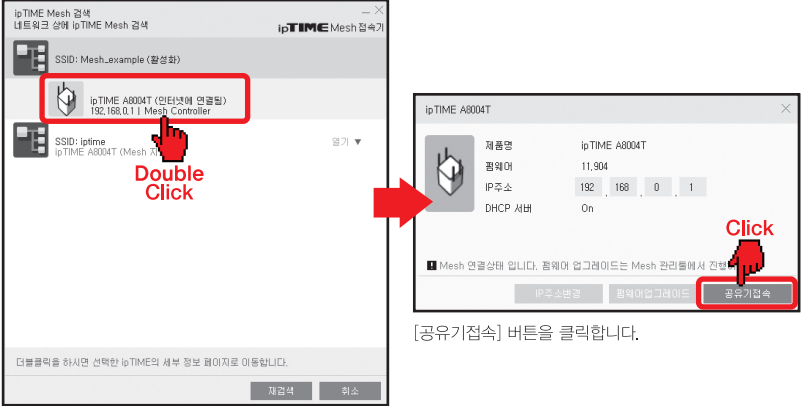 ipTIME Mesh 검색
네트워크 상에 ipTIME Mesh 검색
ipTIME Mesh 접속기
SSID: Mesh_example (활성화)
ipTIME A8004T (인터넷에 연결됨)
192,168,0,1 | Mesh Controller
SSID: iptime
열기 ▼
ipTIME A8004T (Mesh 지
Double
Click
더블클릭을 하시면 선택한 ipTIME의 세부 정보 페이지로 이동합니다.
재검색
취소
ipTIME A8004T
제품명 ipTIME A8004T
펌웨어 11,904
IP주소 192 . 168 . 0 . 1
DHCP 서버 On
Click
Mesh 연결상태 입니다, 펌웨어 업그레이드는 Mesh 관리툴에서 진행
IP주소변경
펌웨어업그레이드
공유기접속
[공유기접속] 버튼을 클릭합니다.